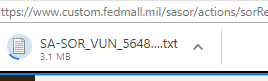 https://www.custom.fedmall.mil/sasor/actions/sorRe
SA-SOR_VUN_5648....txt
3.1 MB